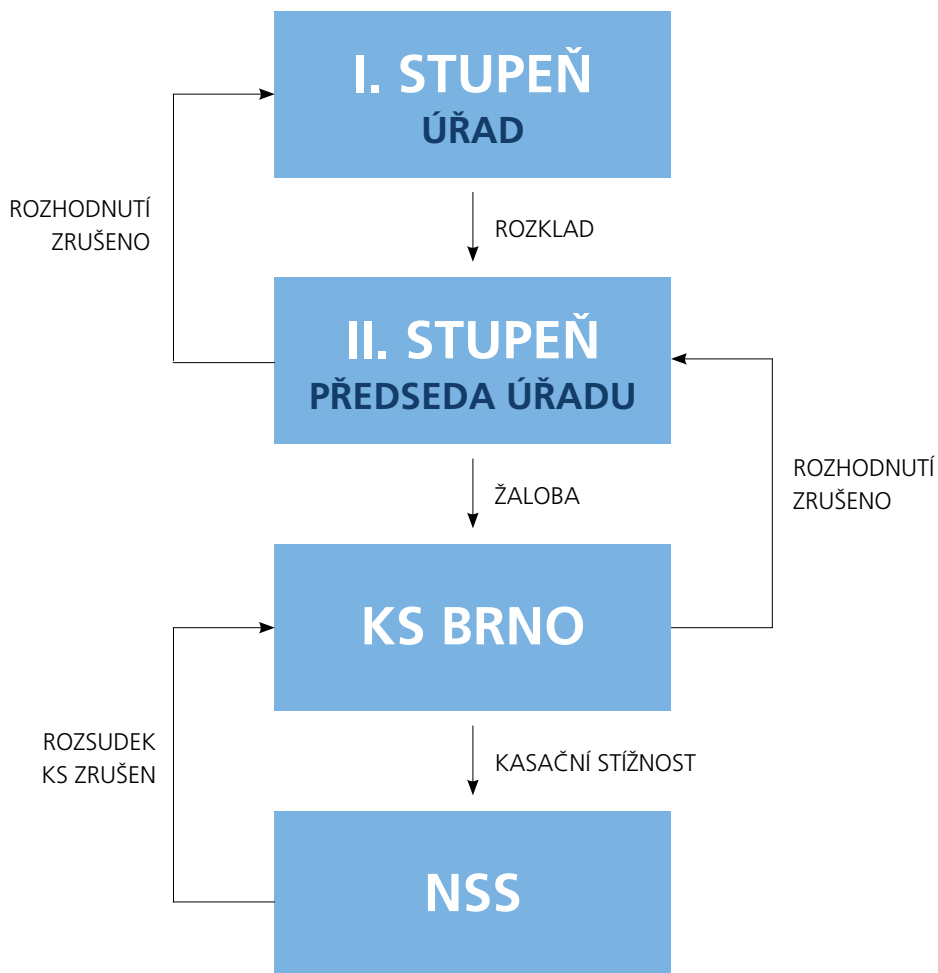 I. STUPEŇ
ÚŘAD
ROZHODNUTÍ
ZRUŠENO
ROZKLAD
II. STUPEŇ
PŘEDSEDA ÚŘADU
ŽALOBA
ROZHODNUTÍ
ZRUŠENO
KS BRNO
ROZSUDEK
KS ZRUŠEN
KASAČNÍ STÍŽNOST
NSS